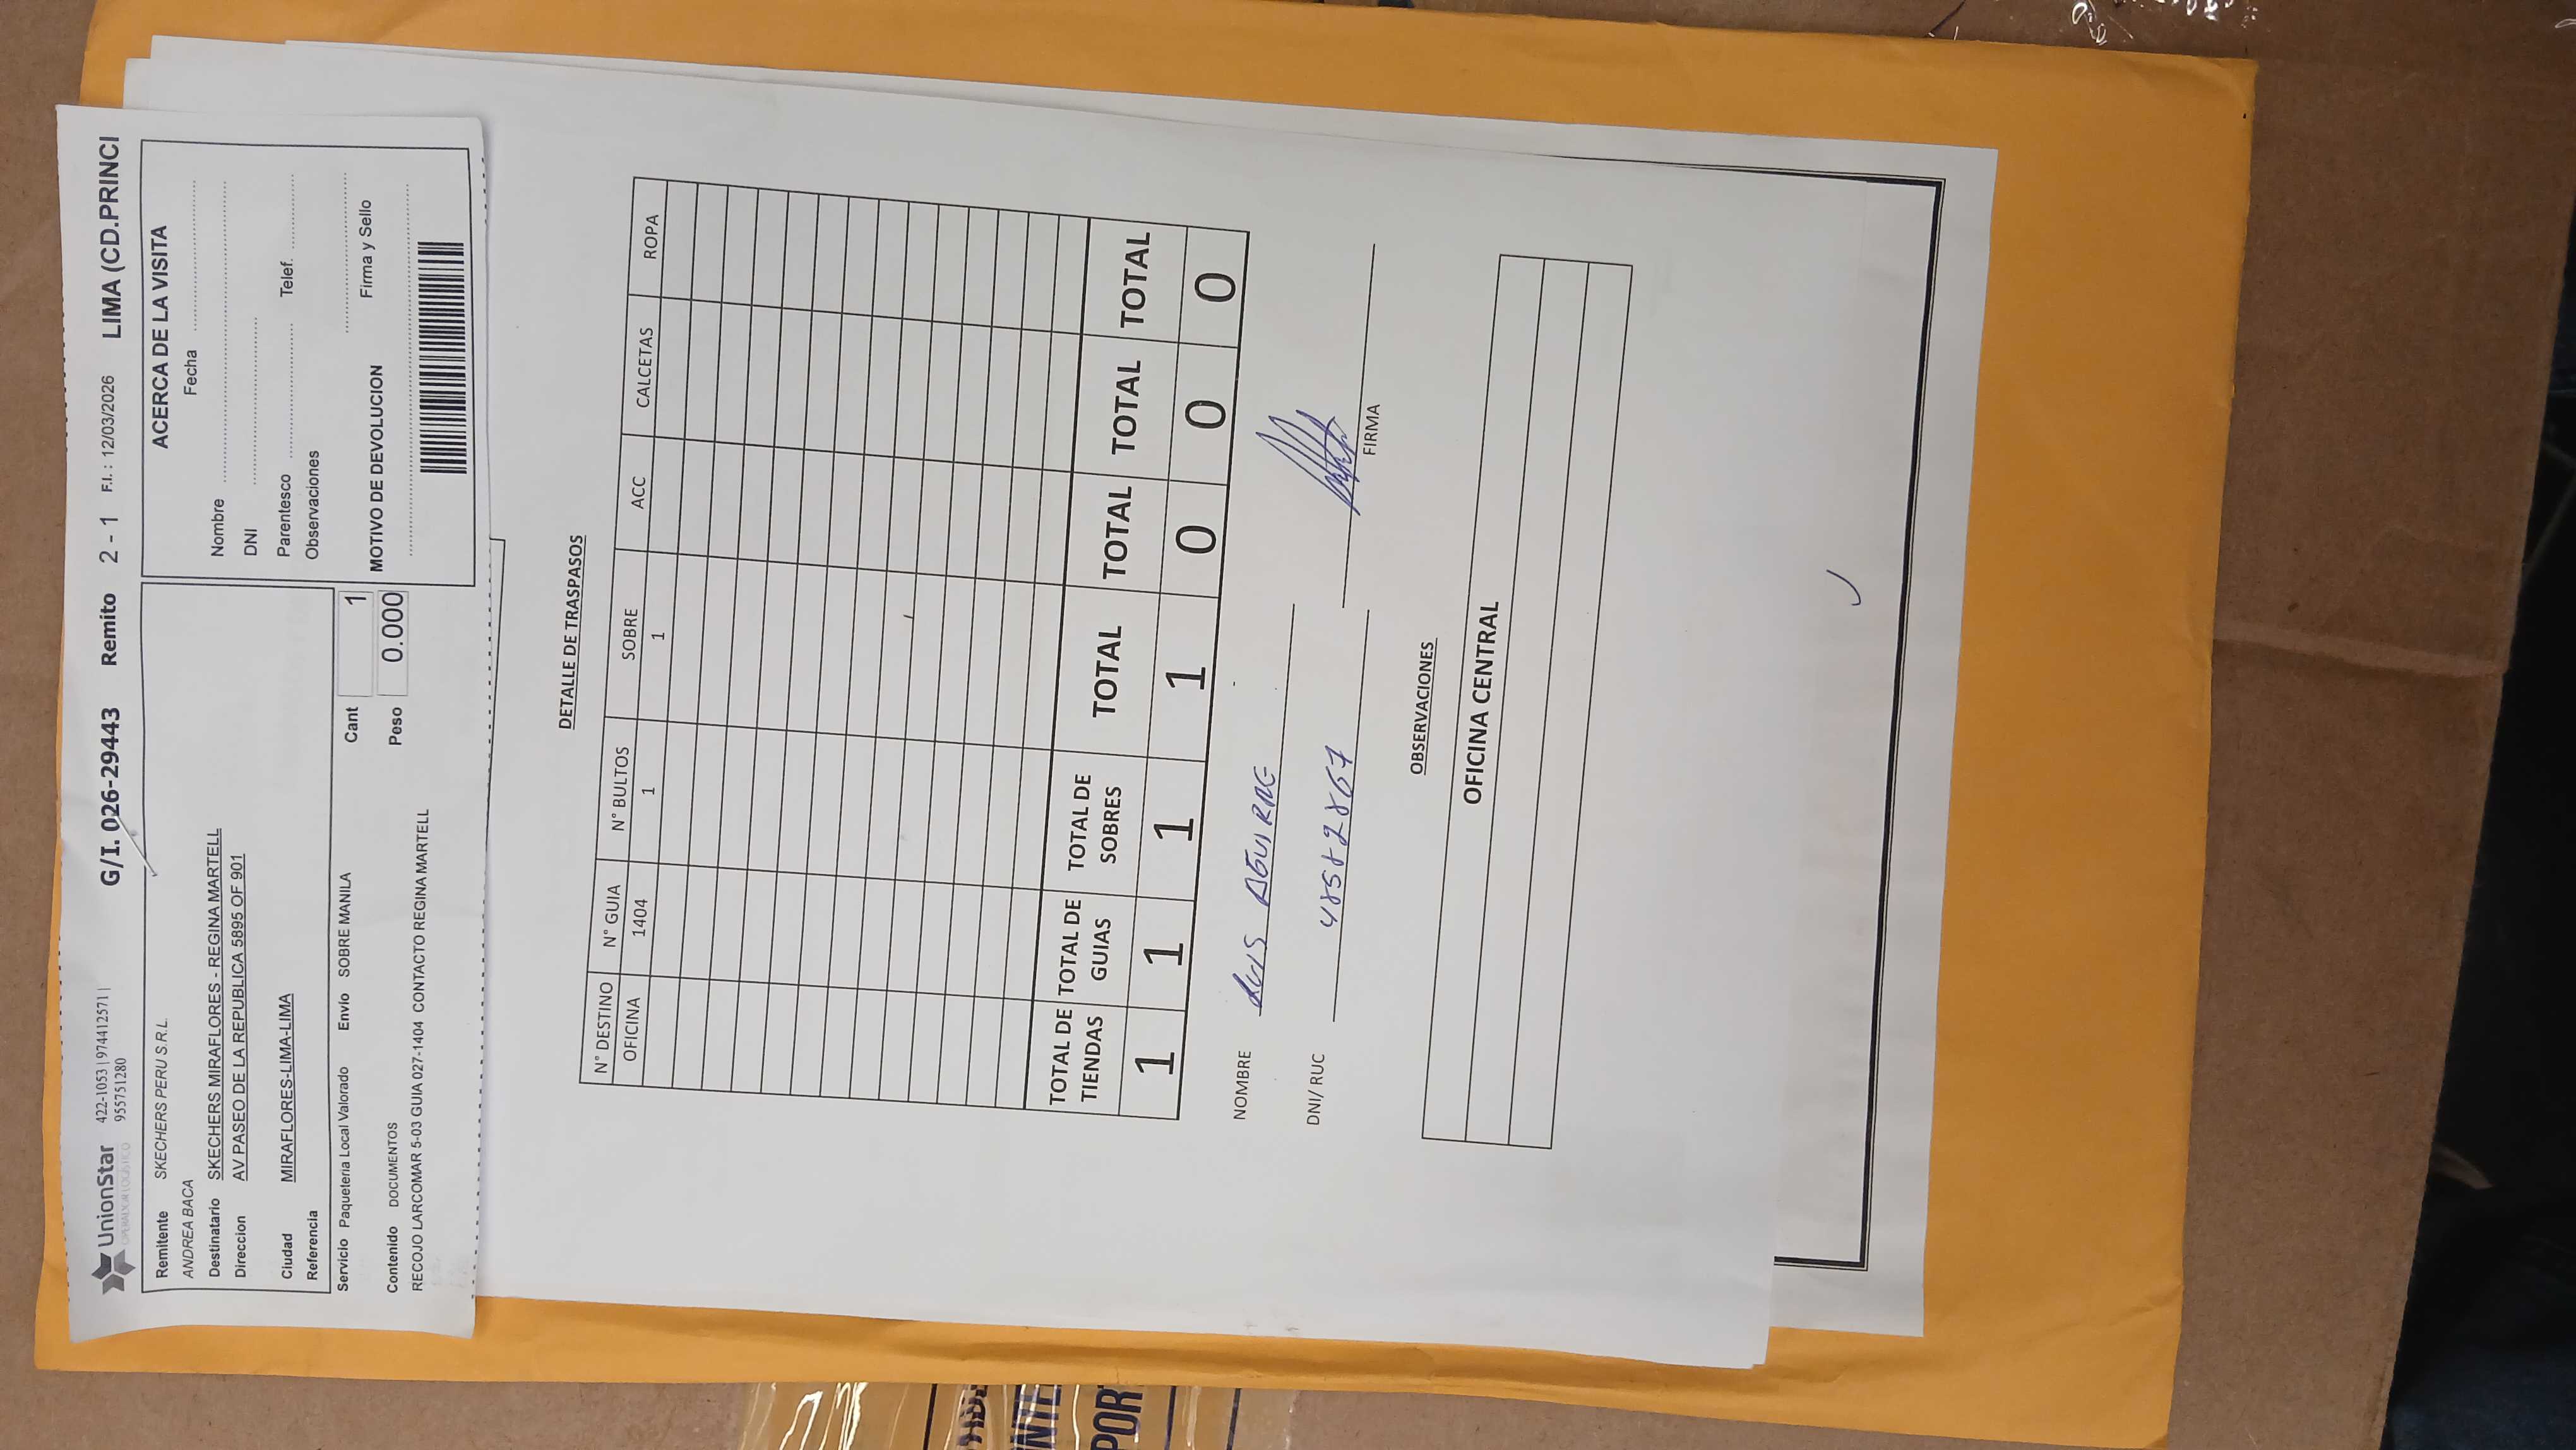 UnionStar 422-1053 | 974412571 | G/I. 026-29443 Remito 2 - 1 F.I. : 12/03/2026 LIMA (CD.PRINCI
955751280
Remitente SKECHERS PERU S.R.L.
ANDREA BACA
Destinatario SKECHERS MIRAFLORES - REGINA MARTELL
Direccion AV PASEO DE LA REPUBLICA 5895 OF 901
Ciudad MIRAFLORES-LIMA-LIMA
Referencia
Servicio Paqueteria Local Valorado Envío SOBRE MANILA Cant 1
Contenido DOCUMENTOS Peso 0.000
RECOJO LARCOMAR 5-03 GUIA 027-1404 CONTACTO REGINA MARTELL
ACERCA DE LA VISITA
Fecha
Nombre
DNI
Parentesco Telef.
Observaciones
Firma y Sello
MOTIVO DE DEVOLUCION
DETALLE DE TRASPASOS
N° DESTINO N° GUIA N° BULTOS SOBRE ACC CALCETAS ROPA
OFICINA 1404 1 1
TOTAL DE TIENDAS TOTAL DE GUIAS TOTAL DE SOBRES TOTAL TOTAL TOTAL TOTAL
1 1 1 1 0 0 0
NOMBRE Luis AGUIRRE
DNI/ RUC
FIRMA
OBSERVACIONES
OFICINA CENTRAL
POR